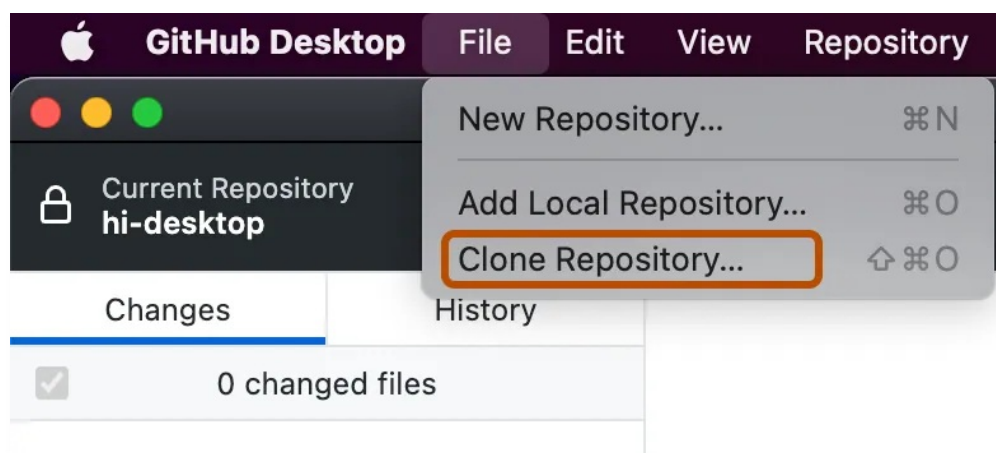 GitHub Desktop File Edit View Repository
New Repository... ⌘N
Current Repository
hi-desktop
Add Local Repository... ⌘O
Clone Repository... ⇧⌘O
Changes History
0 changed files